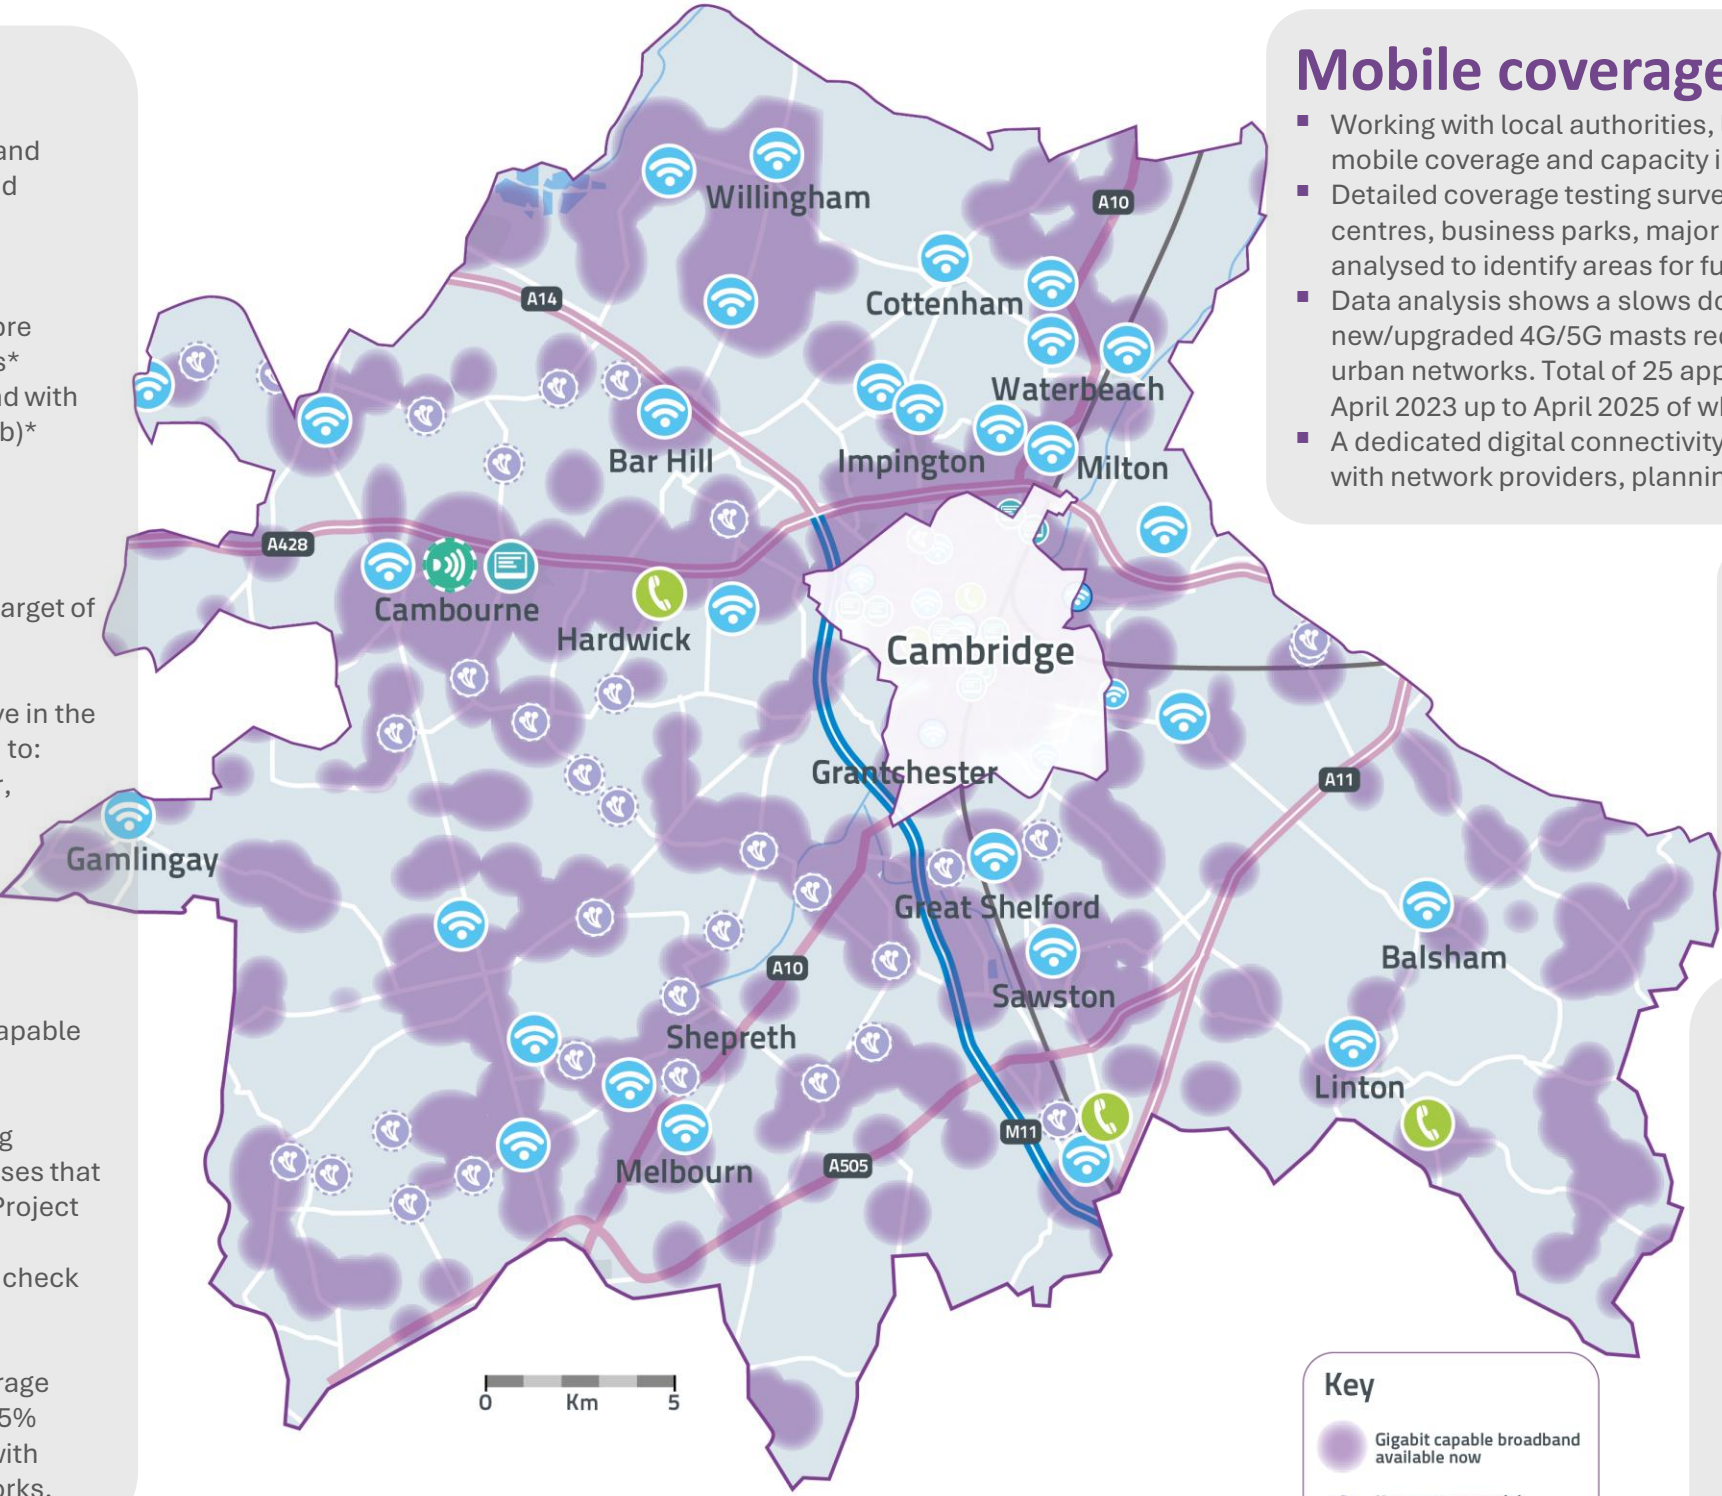 and
d
ore
s*
nd with
b)*
target of
ve in the
to:
r,
capable
g
ses that
Project
check
rage
5%
with
orks.
Mobile coverage
▪ Working with local authorities,
mobile coverage and capacity i
▪ Detailed coverage testing surve
centres, business parks, major
analysed to identify areas for fu
▪ Data analysis shows a slows do
new/upgraded 4G/5G masts re
urban networks. Total of 25 app
April 2023 up to April 2025 of w
▪ A dedicated digital connectivity
with network providers, plannin
Willingham
A10
A14
Cottenham
Waterbeach
Bar Hill
Impington
Milton
A428
Cambourne
Hardwick
Cambridge
Grantchester
A11
Gamlingay
Great Shelford
Balsham
A10
Sawston
Shepreth
Linton
M11
Melbourn
A505
0 Km 5
Key
Gigabit capable broadband
available now